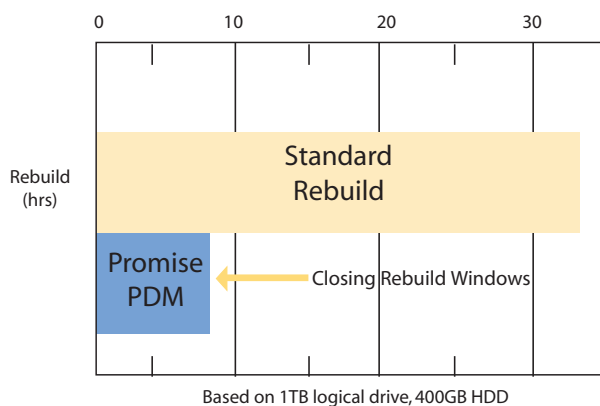 0 10 20 30
Standard
Rebuild
Rebuild
(hrs)
Promise
PDM
Closing Rebuild Windows
Based on 1TB logical drive, 400GB HDD